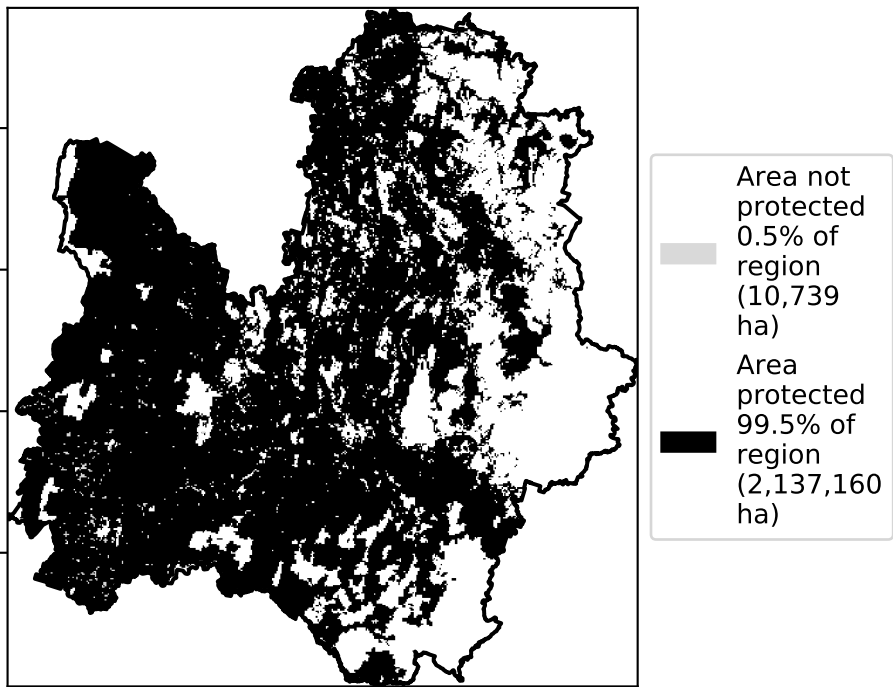 Area not
protected
0.5% of
region
(10,739
ha)
Area
protected
99.5% of
region
(2,137,160
ha)